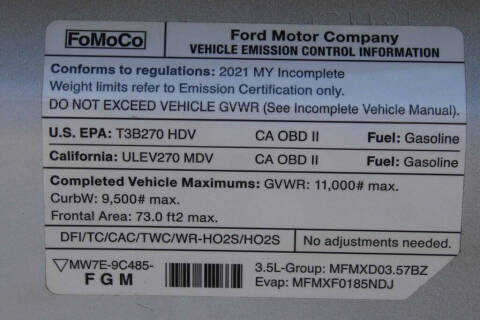 FoMoCo
Ford Motor Company
VEHICLE EMISSION CONTROL INFORMATION
Conforms to regulations: 2021 MY Incomplete
Weight limits refer to Emission Certification only.
DO NOT EXCEED VEHICLE GVWR (See Incomplete Vehicle Manual).
U.S. EPA: T3B270 HDV CA OBD II Fuel: Gasoline
California: ULEV270 MDV CA OBD II Fuel: Gasoline
Completed Vehicle Maximums: GVWR: 11,000# max.
CurbW: 9,500# max.
Frontal Area: 73.0 ft2 max.
DFI/TC/CAC/TWC/WR-HO2S/HO2S No adjustments needed.
▽MW7E-9C485-
FGM
3.5L-Group: MFMXD03.57BZ
Evap: MFMXF0185NDJ